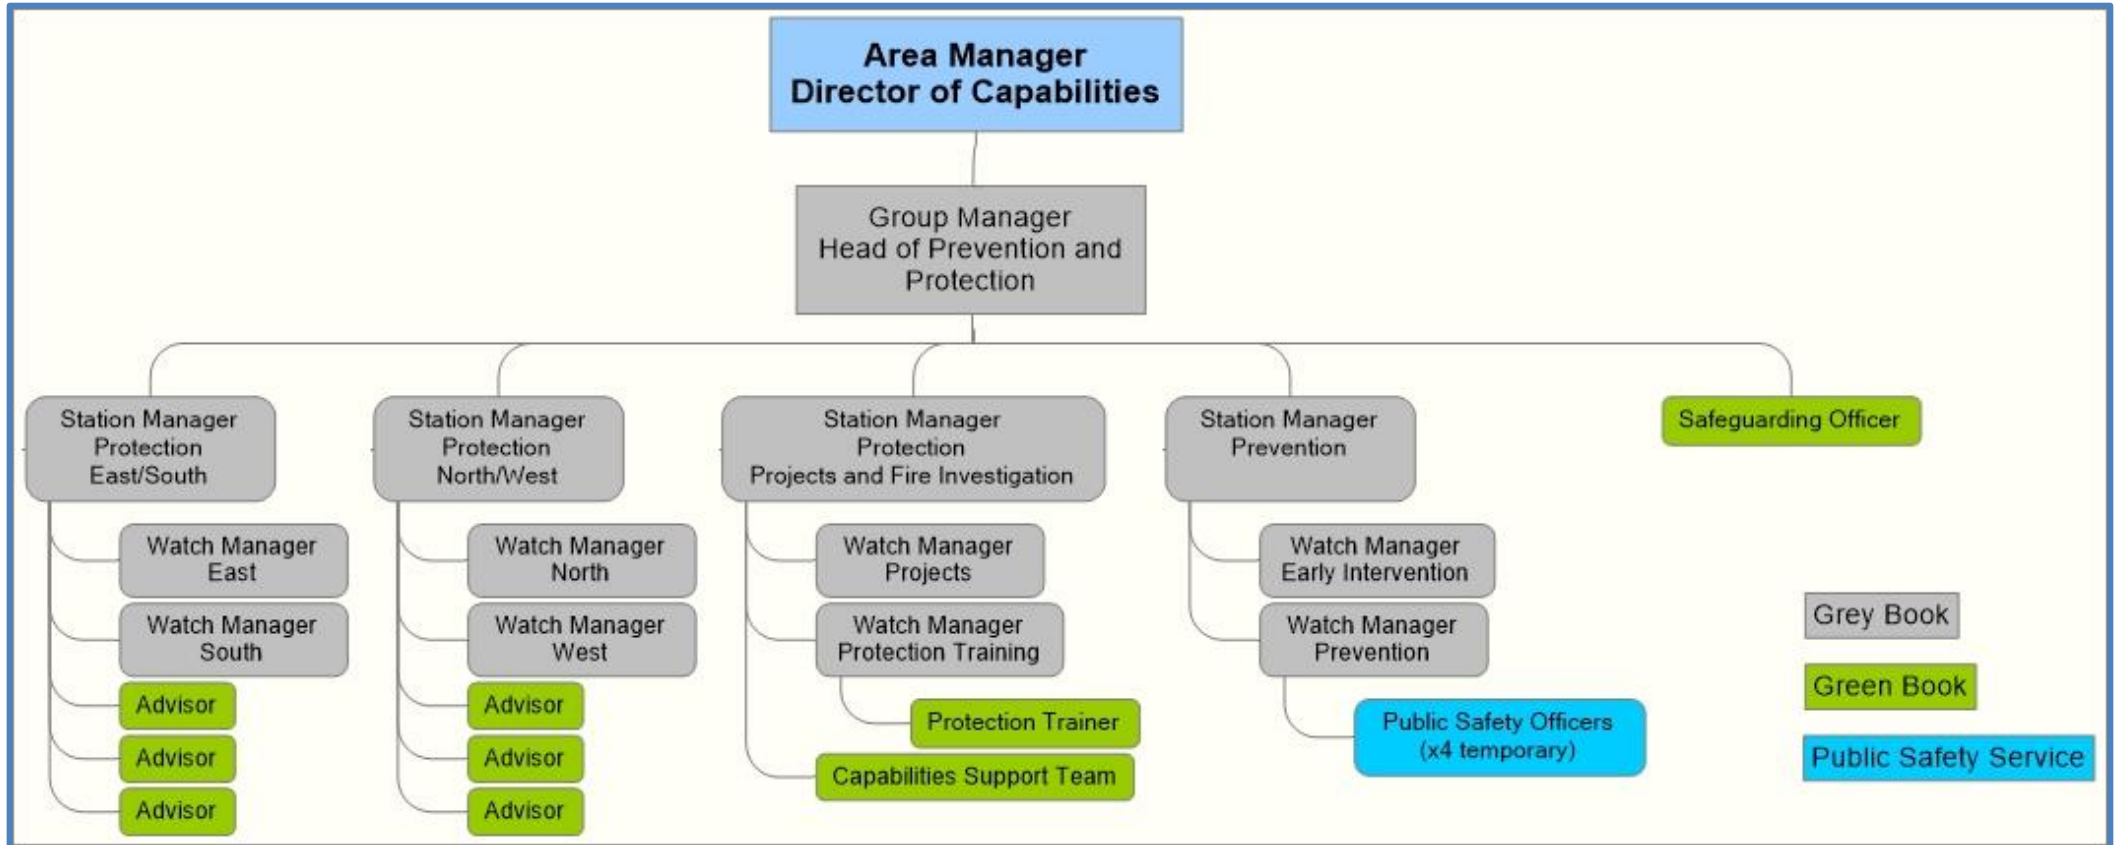 Area Manager
Director of Capabilities
Group Manager
Head of Prevention and
Protection
Station Manager
Protection
East/South
Watch Manager
East
Watch Manager
South
Advisor
Advisor
Advisor
Station Manager
Protection
North/West
Watch Manager
North
Watch Manager
West
Advisor
Advisor
Advisor
Station Manager
Protection
Projects and Fire Investigation
Watch Manager
Projects
Watch Manager
Protection Training
Protection Trainer
Capabilities Support Team
Station Manager
Prevention
Watch Manager
Early Intervention
Watch Manager
Prevention
Public Safety Officers
(x4 temporary)
Safeguarding Officer
Grey Book
Green Book
Public Safety Service